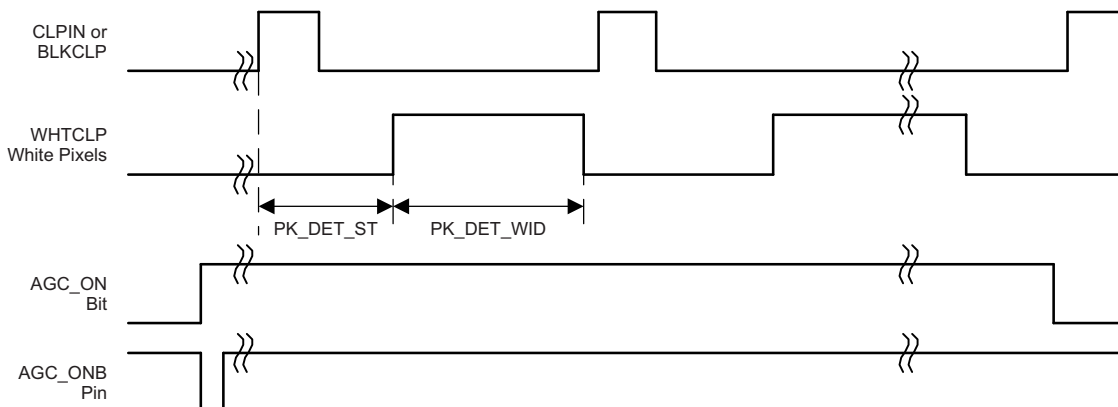 CLPIN or
BLKCLP
WHTCLP
White Pixels
PK_DET_ST
PK_DET_WID
AGC_ON
Bit
AGC_ONB
Pin